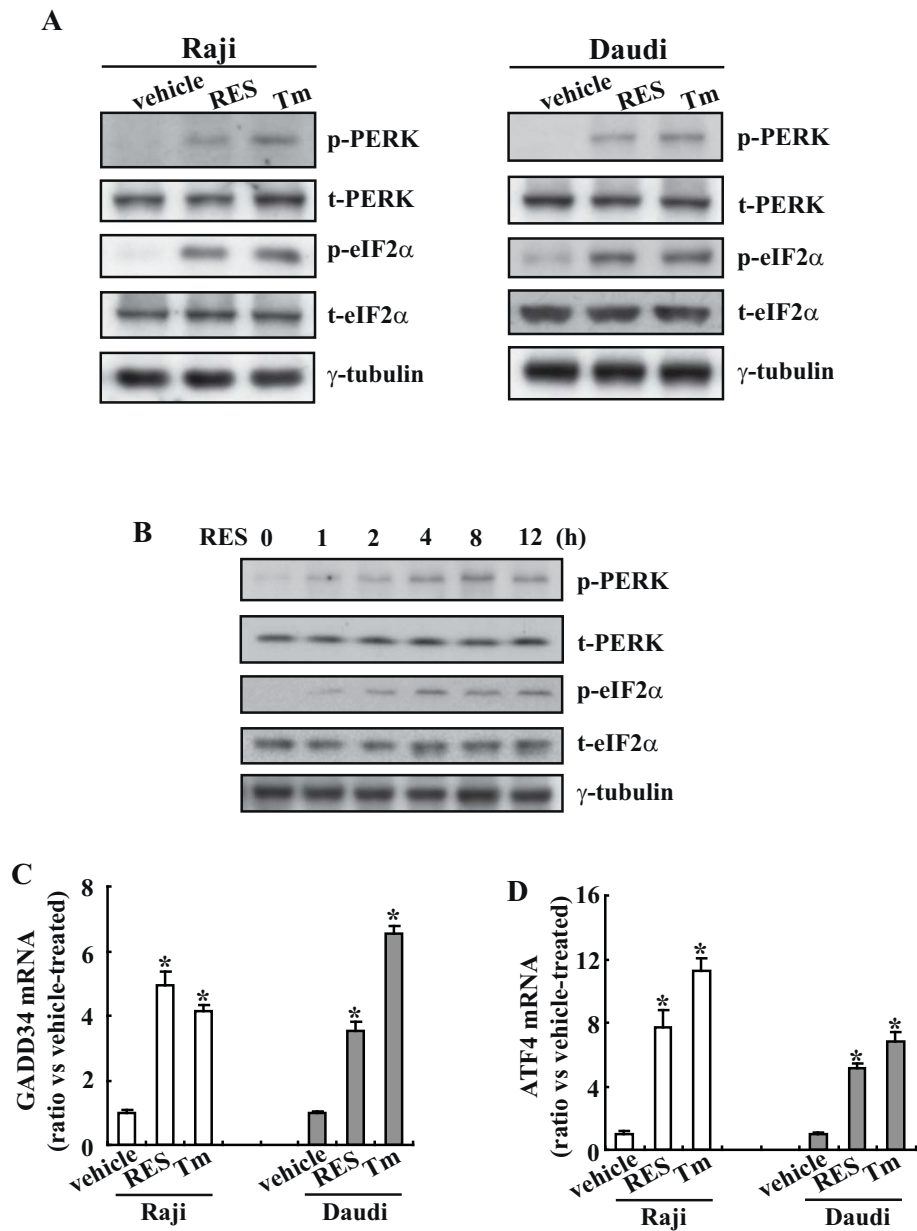 A
Raji
vehicle RES Tm
p-PERK
t-PERK
p-eIF2α
t-eIF2α
γ-tubulin
Daudi
vehicle RES Tm
p-PERK
t-PERK
p-eIF2α
t-eIF2α
γ-tubulin
B
RES 0 1 2 4 8 12 (h)
p-PERK
t-PERK
p-eIF2α
t-eIF2α
γ-tubulin
C
GADD34 mRNA
(ratio vs vehicle-treated)
8
6
4
2
0
* * * *
vehicle RES Tm vehicle RES Tm
Raji Daudi
D
ATF4 mRNA
(ratio vs vehicle-treated)
16
12
8
4
0
* * * *
vehicle RES Tm vehicle RES Tm
Raji Daudi